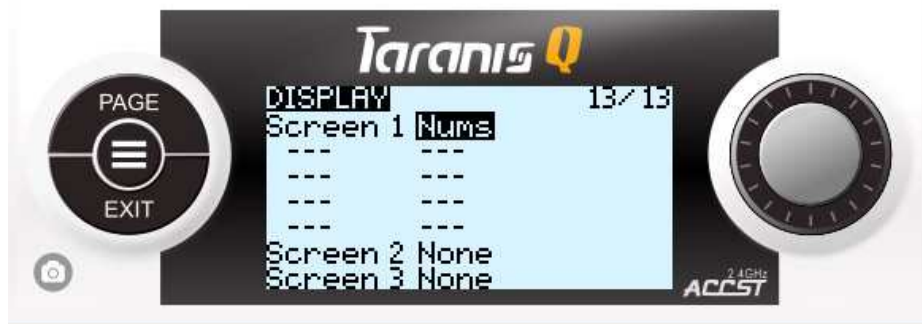 Taranis Q
PAGE
EXIT
DISPLAY 13/13
Screen 1 Nums
--- ---
--- ---
--- ---
--- ---
Screen 2 None
Screen 3 None
2.4GHz
ACCST